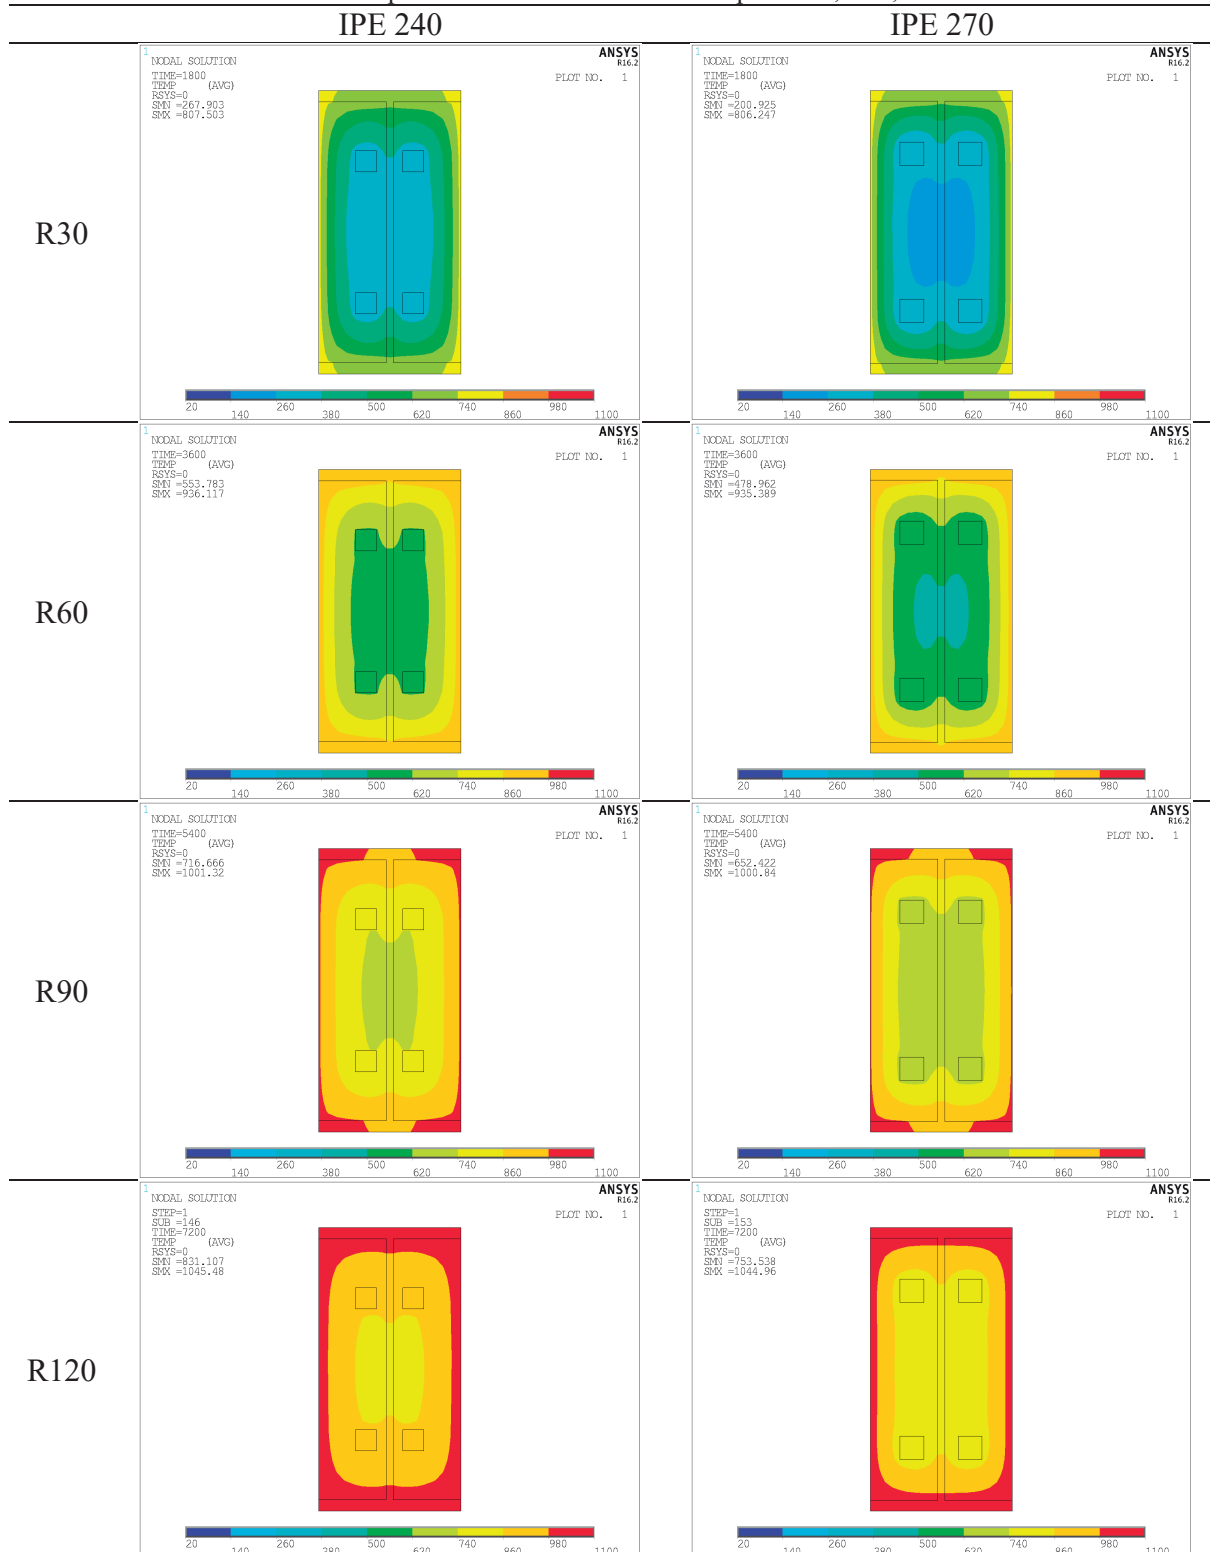 IPE 240 IPE 270
R30
1
NODAL SOLUTION
TIME=1800
TEMP (AVG)
RSYS=0
SMN =267.903
SMX =807.503
ANSYS
R16.2
PLOT NO. 1
20 140 260 380 500 620 740 860 980 1100
1
NODAL SOLUTION
TIME=1800
TEMP (AVG)
RSYS=0
SMN =200.925
SMX =806.247
ANSYS
R16.2
PLOT NO. 1
20 140 260 380 500 620 740 860 980 1100
R60
1
NODAL SOLUTION
TIME=3600
TEMP (AVG)
RSYS=0
SMN =553.783
SMX =936.117
ANSYS
R16.2
PLOT NO. 1
20 140 260 380 500 620 740 860 980 1100
1
NODAL SOLUTION
TIME=3600
TEMP (AVG)
RSYS=0
SMN =478.962
SMX =935.389
ANSYS
R16.2
PLOT NO. 1
20 140 260 380 500 620 740 860 980 1100
R90
1
NODAL SOLUTION
TIME=5400
TEMP (AVG)
RSYS=0
SMN =716.666
SMX =1001.32
ANSYS
R16.2
PLOT NO. 1
20 140 260 380 500 620 740 860 980 1100
1
NODAL SOLUTION
TIME=5400
TEMP (AVG)
RSYS=0
SMN =652.422
SMX =1000.84
ANSYS
R16.2
PLOT NO. 1
20 140 260 380 500 620 740 860 980 1100
R120
1
NODAL SOLUTION
STEP=1
SUB =146
TIME=7200
TEMP (AVG)
RSYS=0
SMN =831.107
SMX =1045.48
ANSYS
R16.2
PLOT NO. 1
20 140 260 380 500 620 740 860 980 1100
1
NODAL SOLUTION
STEP=1
SUB =153
TIME=7200
TEMP (AVG)
RSYS=0
SMN =753.538
SMX =1044.96
ANSYS
R16.2
PLOT NO. 1
20 140 260 380 500 620 740 860 980 1100